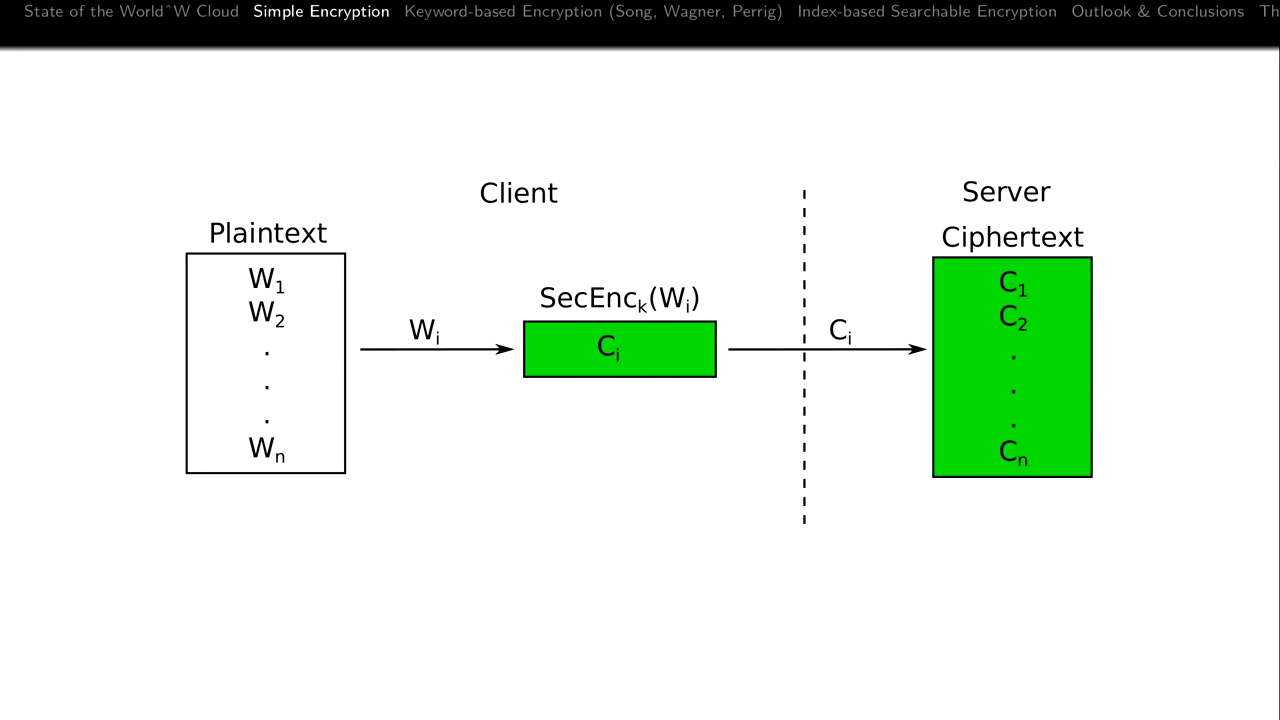 State of the World^W Cloud Simple Encryption Keyword-based Encryption (Song, Wagner, Perrig) Index-based Searchable Encryption Outlook & Conclusions Th
Client
Server
Plaintext
Ciphertext
W1
W2
.
.
.
Wn
Wi
SecEnck(Wi)
Ci
Ci
C1
C2
.
.
.
Cn